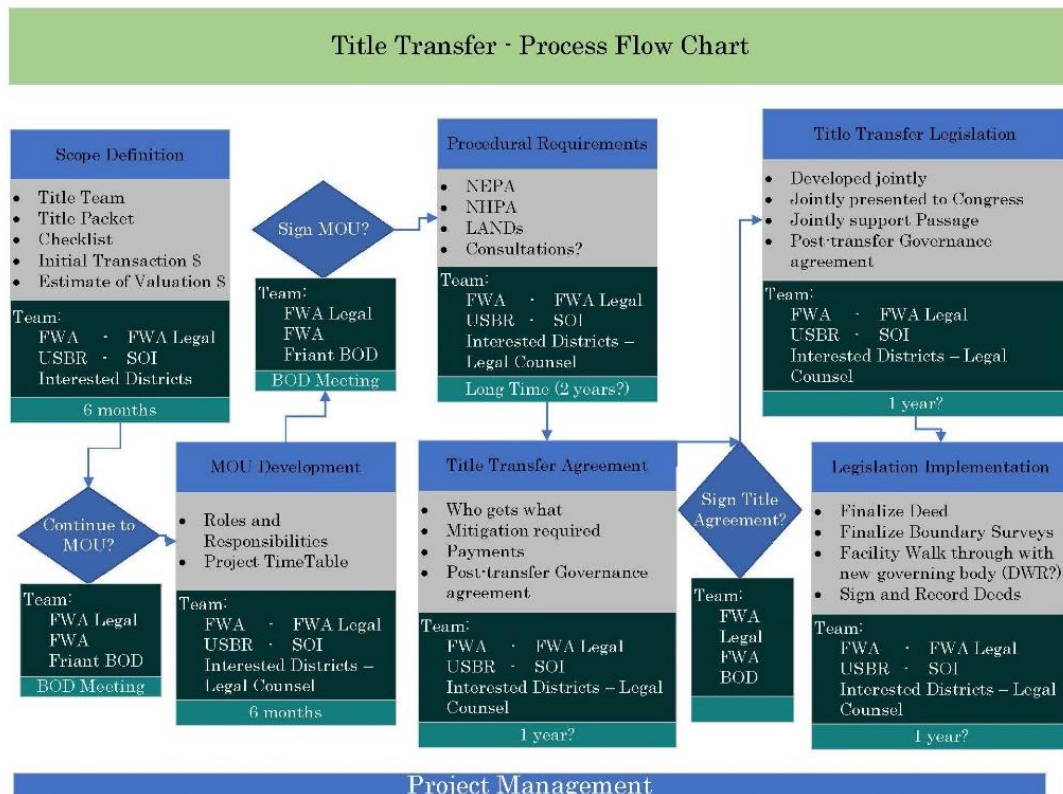 Title Transfer - Process Flow Chart
Scope Definition
• Title Team
• Title Packet
• Checklist
• Initial Transaction $
• Estimate of Valuation $
Team:
FWA - FWA Legal
USBR - SOI
Interested Districts
6 months
Continue to
MOU?
Team:
FWA Legal
FWA
Friant BOD
BOD Meeting
MOU Development
• Roles and
Responsibilities
• Project TimeTable
Team:
FWA - FWA Legal
USBR - SOI
Interested Districts –
Legal Counsel
6 months
Sign MOU?
Team:
FWA Legal
FWA
Friant BOD
BOD Meeting
Procedural Requirements
• NEPA
• NHPA
• LANDs
• Consultations?
Team:
FWA - FWA Legal
USBR - SOI
Interested Districts –
Legal Counsel
Long Time (2 years?)
Title Transfer Agreement
• Who gets what
• Mitigation required
• Payments
• Post-transfer Governance
agreement
Team:
FWA - FWA Legal
USBR - SOI
Interested Districts – Legal
Counsel
1 year?
Sign Title
Agreement?
Team:
FWA
Legal
FWA
BOD
Title Transfer Legislation
• Developed jointly
• Jointly presented to Congress
• Jointly support Passage
• Post-transfer Governance
agreement
Team:
FWA - FWA Legal
USBR - SOI
Interested Districts – Legal
Counsel
1 year?
Legislation Implementation
• Finalize Deed
• Finalize Boundary Surveys
• Facility Walk through with
new governing body (DWR?)
• Sign and Record Deeds
Team:
FWA - FWA Legal
USBR - SOI
Interested Districts – Legal
Counsel
1 year?
Project Management